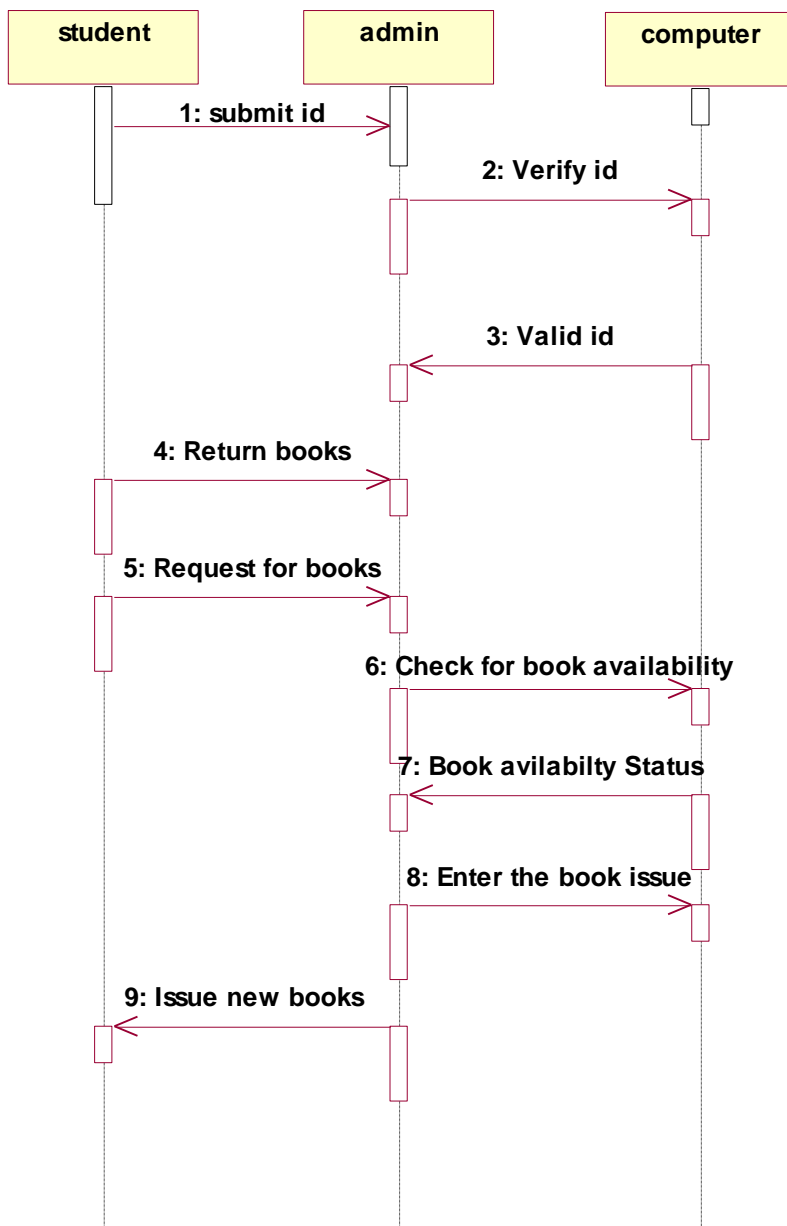 student
admin
computer
1: submit id
2: Verify id
3: Valid id
4: Return books
5: Request for books
6: Check for book availability
7: Book avilabilty Status
8: Enter the book issue
9: Issue new books